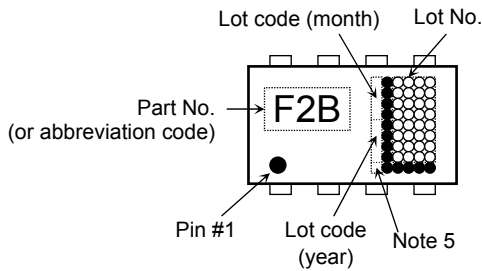 Lot code (month)
Lot No.
Part No.
(or abbreviation code)
F2B
Pin #1
Lot code
(year)
Note 5